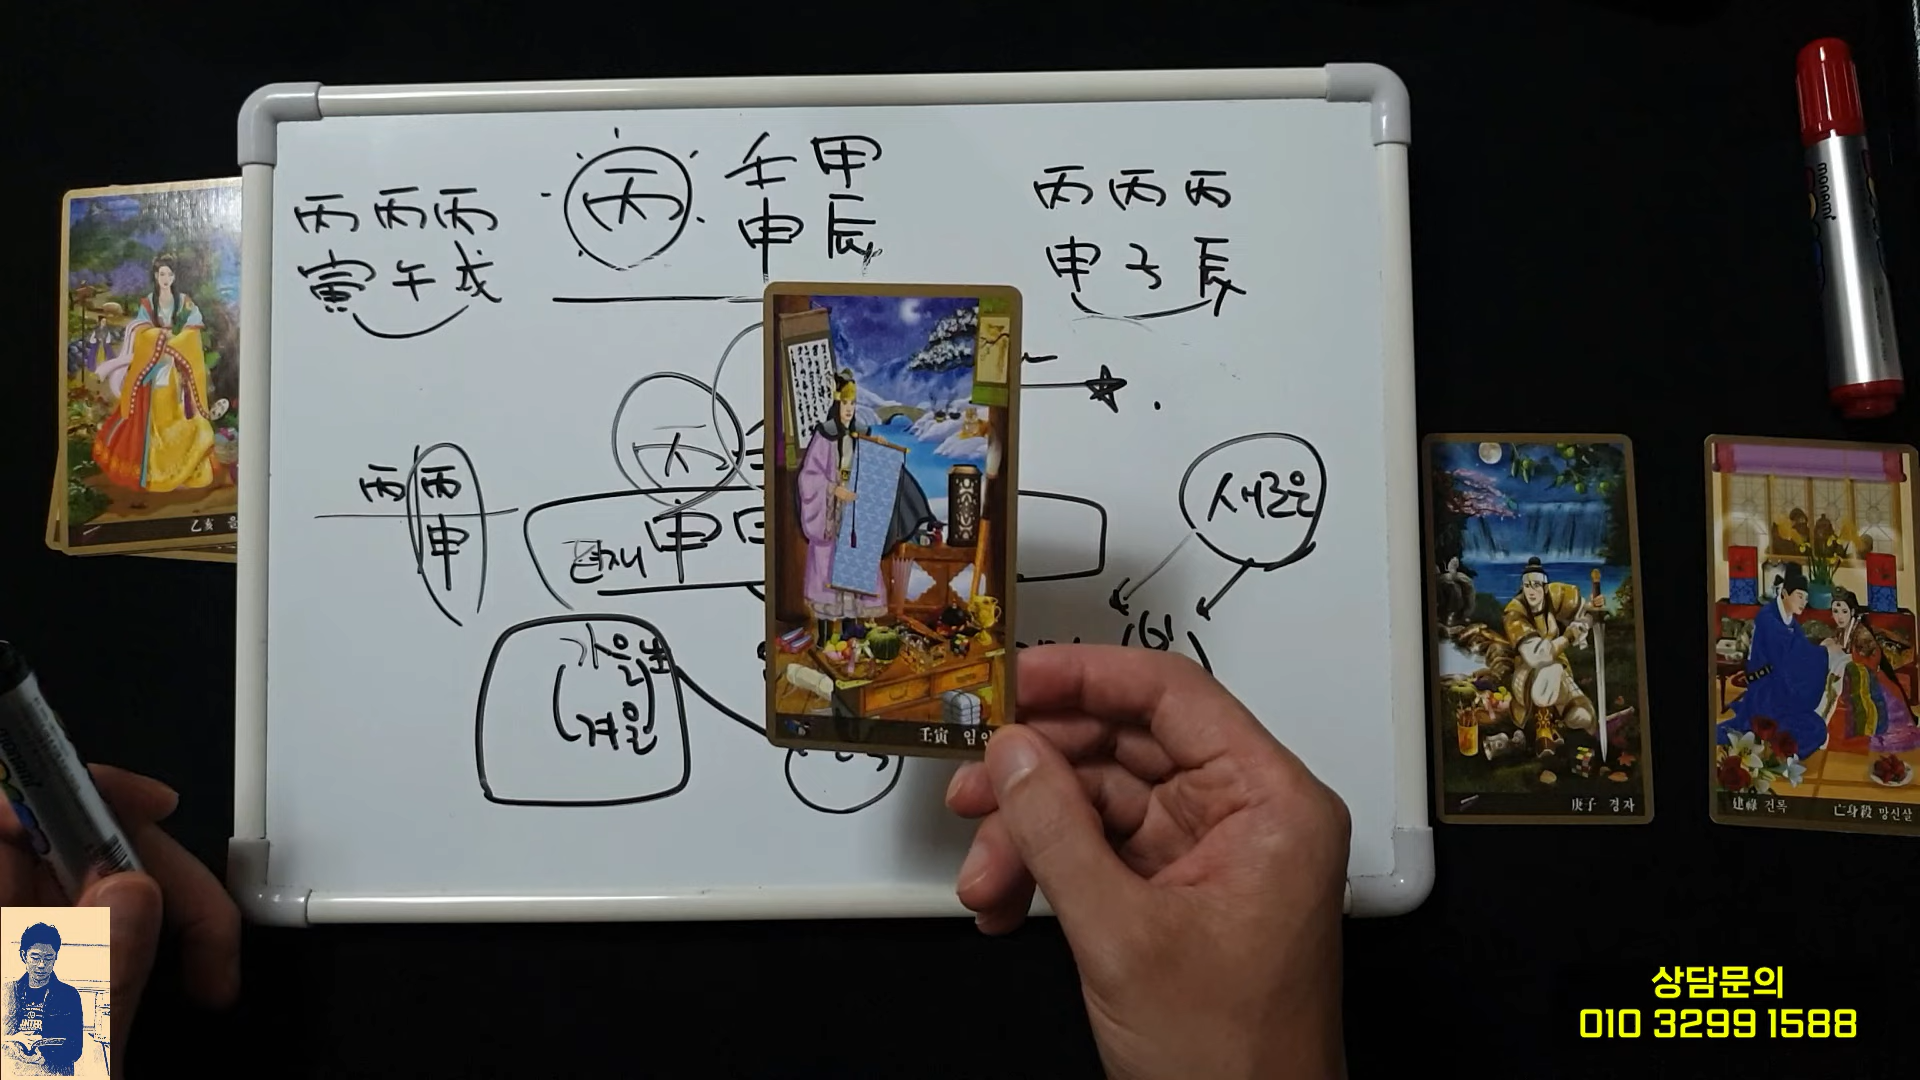 丙 丙 丙
寅 午 戌
丙 壬 甲
申 辰
丙 丙 丙
申 子 辰
丙
丙 丙
申
申
새로운
가을生
겨울
乙亥
壬寅 임인
庚子 경자
建祿 건록
亡身殺 망신살
monami
상담문의
010 3299 1588